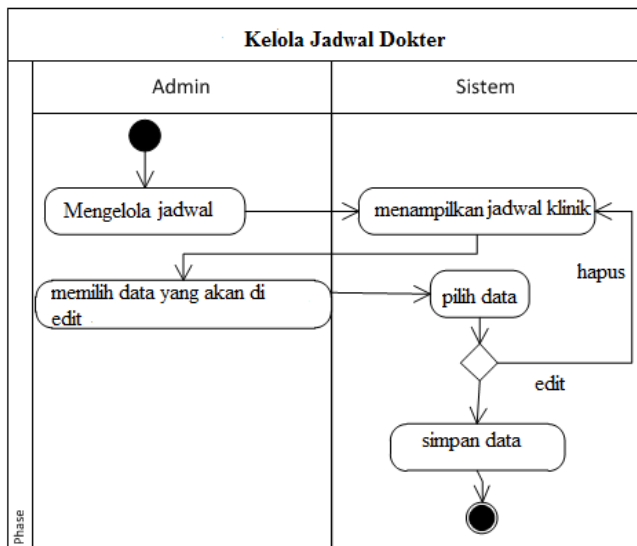 Kelola Jadwal Dokter
Admin
Sistem
Mengelola jadwal
menampilkan jadwal klinik
hapus
memilih data yang akan di
edit
pilih data
edit
simpan data
Phase